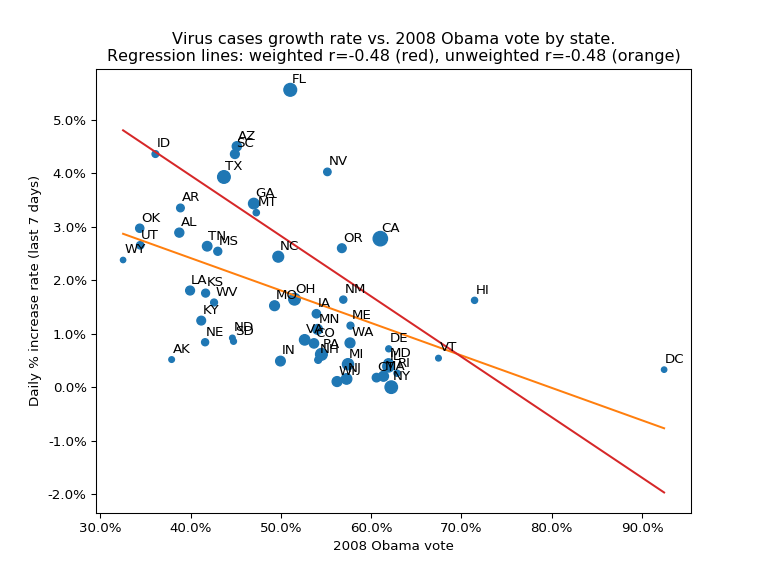 Virus cases growth rate vs. 2008 Obama vote by state.
Regression lines: weighted r=-0.48 (red), unweighted r=-0.48 (orange)
Daily % increase rate (last 7 days)
5.0%
4.0%
3.0%
2.0%
1.0%
0.0%
-1.0%
-2.0%
FL
AZ
SC
ID
NV
TX
GA
MT
AR
OK
AL
UT
TN
MS
WY
NC
OR
CA
LA
KS
WV
MO
OH
NM
HI
IA
KY
MN
ME
NE
ND
SD
VA
CO
WA
PA
NH
DE
MD
IL
RI
AK
IN
MI
NJ
WI
CT
MA
NY
VT
DC
30.0%
40.0%
50.0%
60.0%
70.0%
80.0%
90.0%
2008 Obama vote